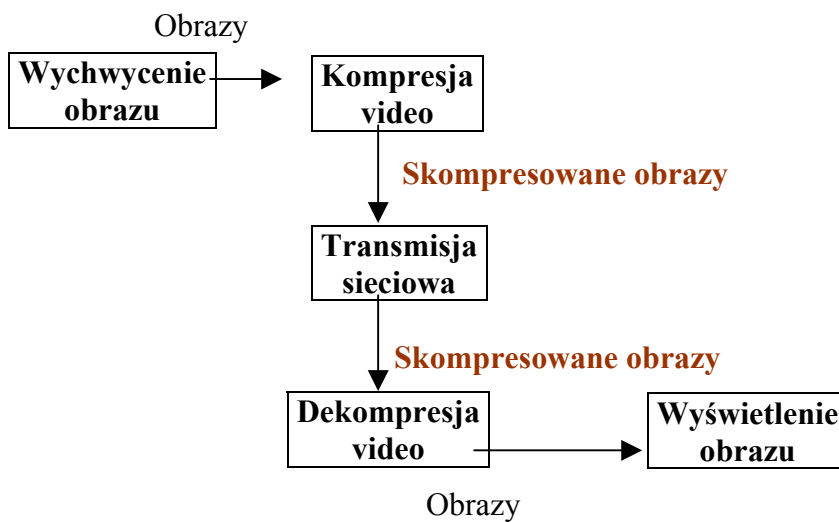 Obrazy
Wychwycenie
obrazu
Kompresja
video
Skompresowane obrazy
Transmisja
sieciowa
Skompresowane obrazy
Dekompresja
video
Wyświetlenie
obrazu
Obrazy